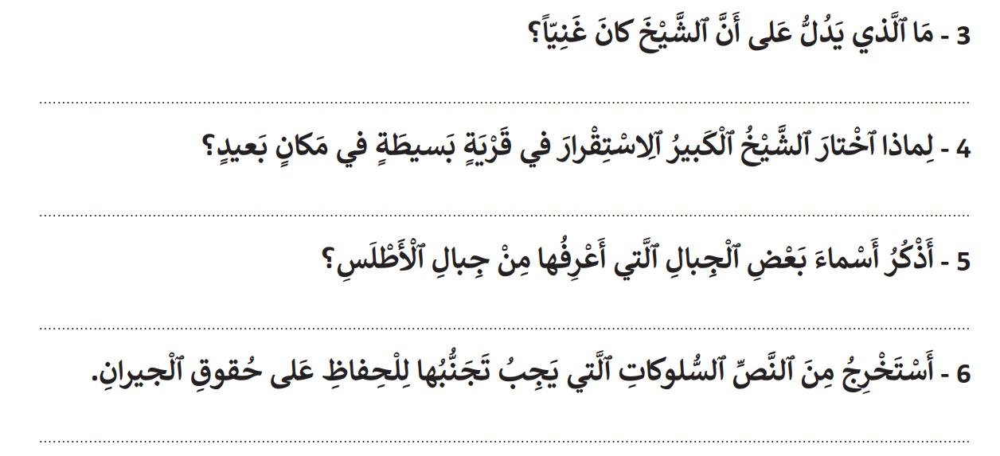 3 - مَا ٱلَّذي يَدُلُّ عَلى أَنَّ ٱلشَّيْخَ كانَ غَنِيّاً؟
4 - لِماذا ٱخْتارَ ٱلشَّيْخُ ٱلْكَبيرُ ٱلِاسْتِقْرارَ في قَرْيَةٍ بَسيطَةٍ في مَكانٍ بَعيدٍ؟
5 - أَذْكُرُ أَسْماءَ بَعْضِ ٱلْجِبالِ ٱلَّتي أَعْرِفُها مِنْ جِبالِ ٱلْأَطْلَسِ؟
6 - أَسْتَخْرِجُ مِنَ ٱلنَّصِّ ٱلسُّلوكاتِ ٱلَّتي يَجِبُ تَجَنُّبُها لِلْحِفاظِ عَلى حُقوقِ ٱلْجيرانِ.